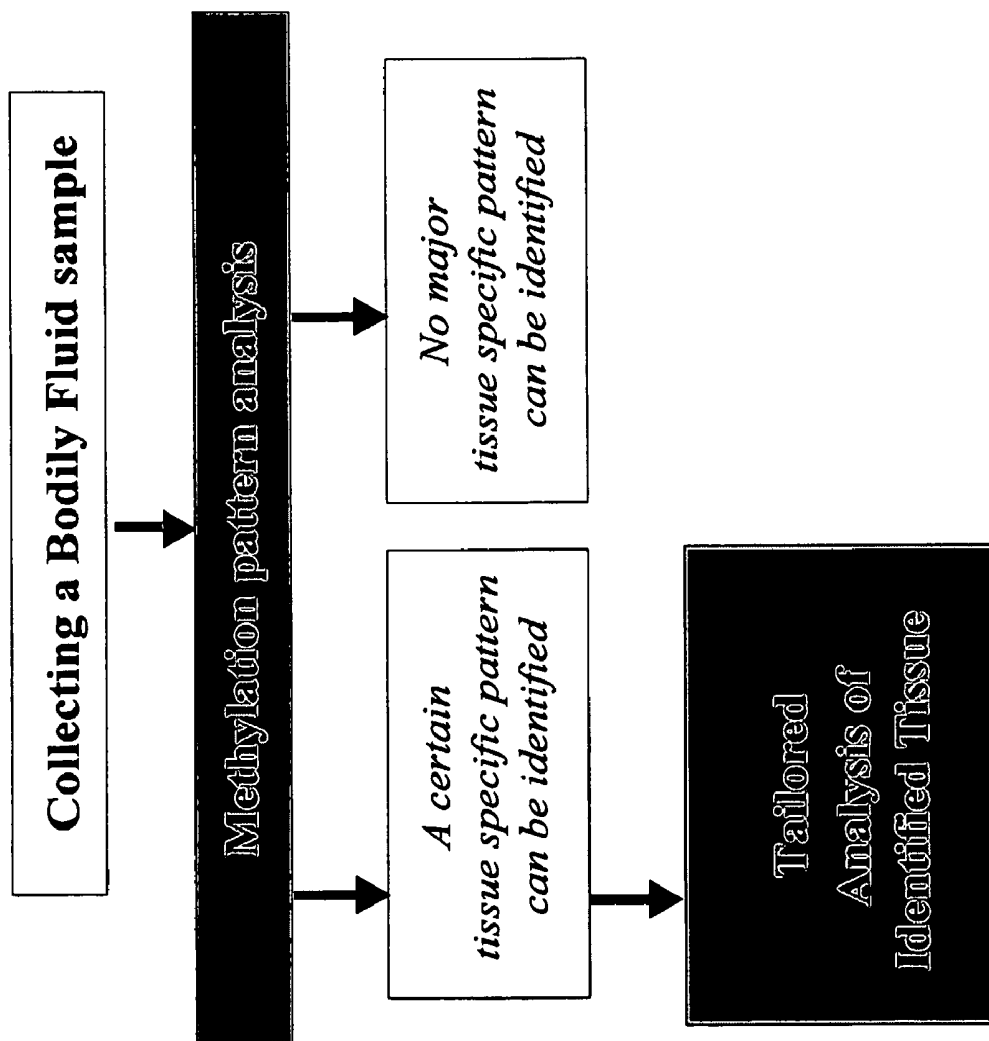 Collecting a Bodily Fluid sample
Methylation pattern analysis
A certain
tissue specific pattern
can be identified
No major
tissue specific pattern
can be identified
Tailored
Analysis of
Identified Tissue